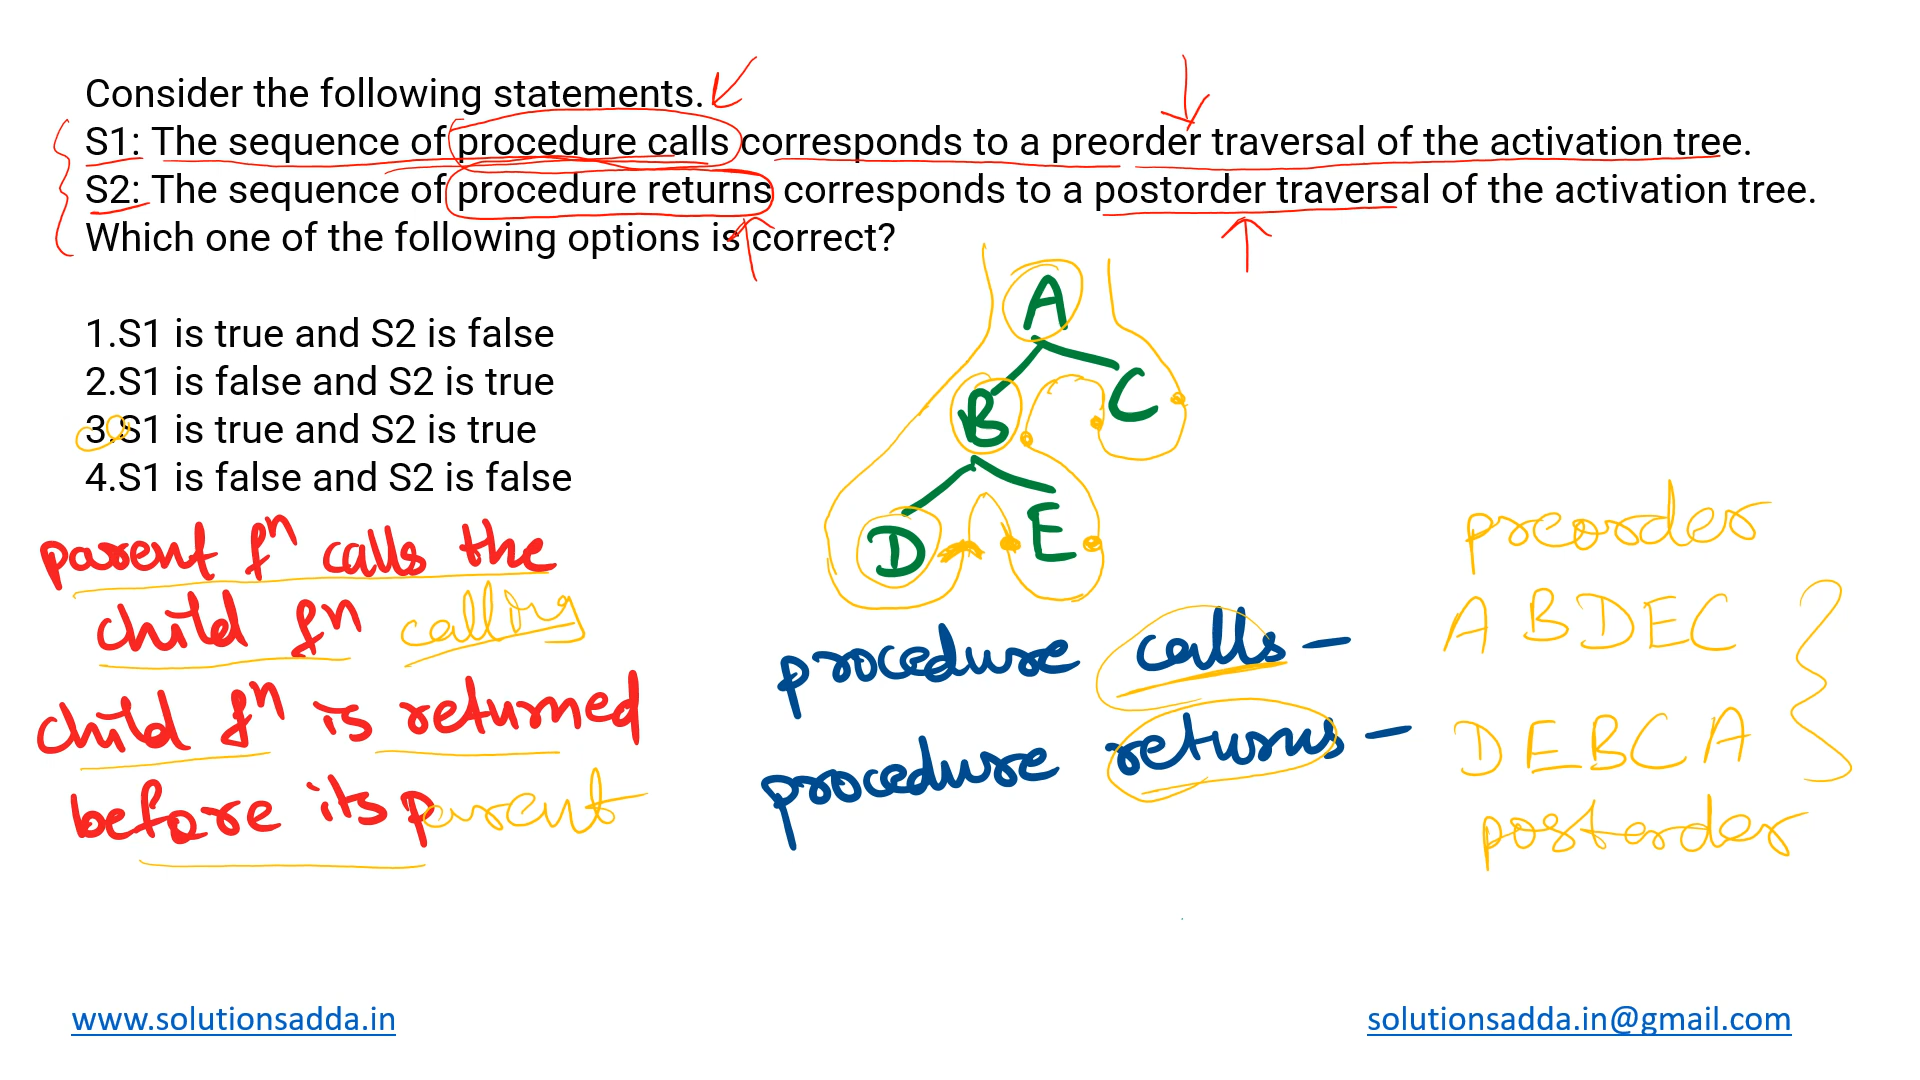 Consider the following statements.
S1: The sequence of procedure calls corresponds to a preorder traversal of the activation tree.
S2: The sequence of procedure returns corresponds to a postorder traversal of the activation tree.
Which one of the following options is correct?
1.S1 is true and S2 is false
2.S1 is false and S2 is true
3.S1 is true and S2 is true
4.S1 is false and S2 is false
A
B C
D E
parent fⁿ calls the
child fⁿ calling
child fⁿ is returned
before its parent
preorder
procedure calls – A B D E C
procedure returns – D E B C A
postorder
www.solutionsadda.in
solutionsadda.in@gmail.com